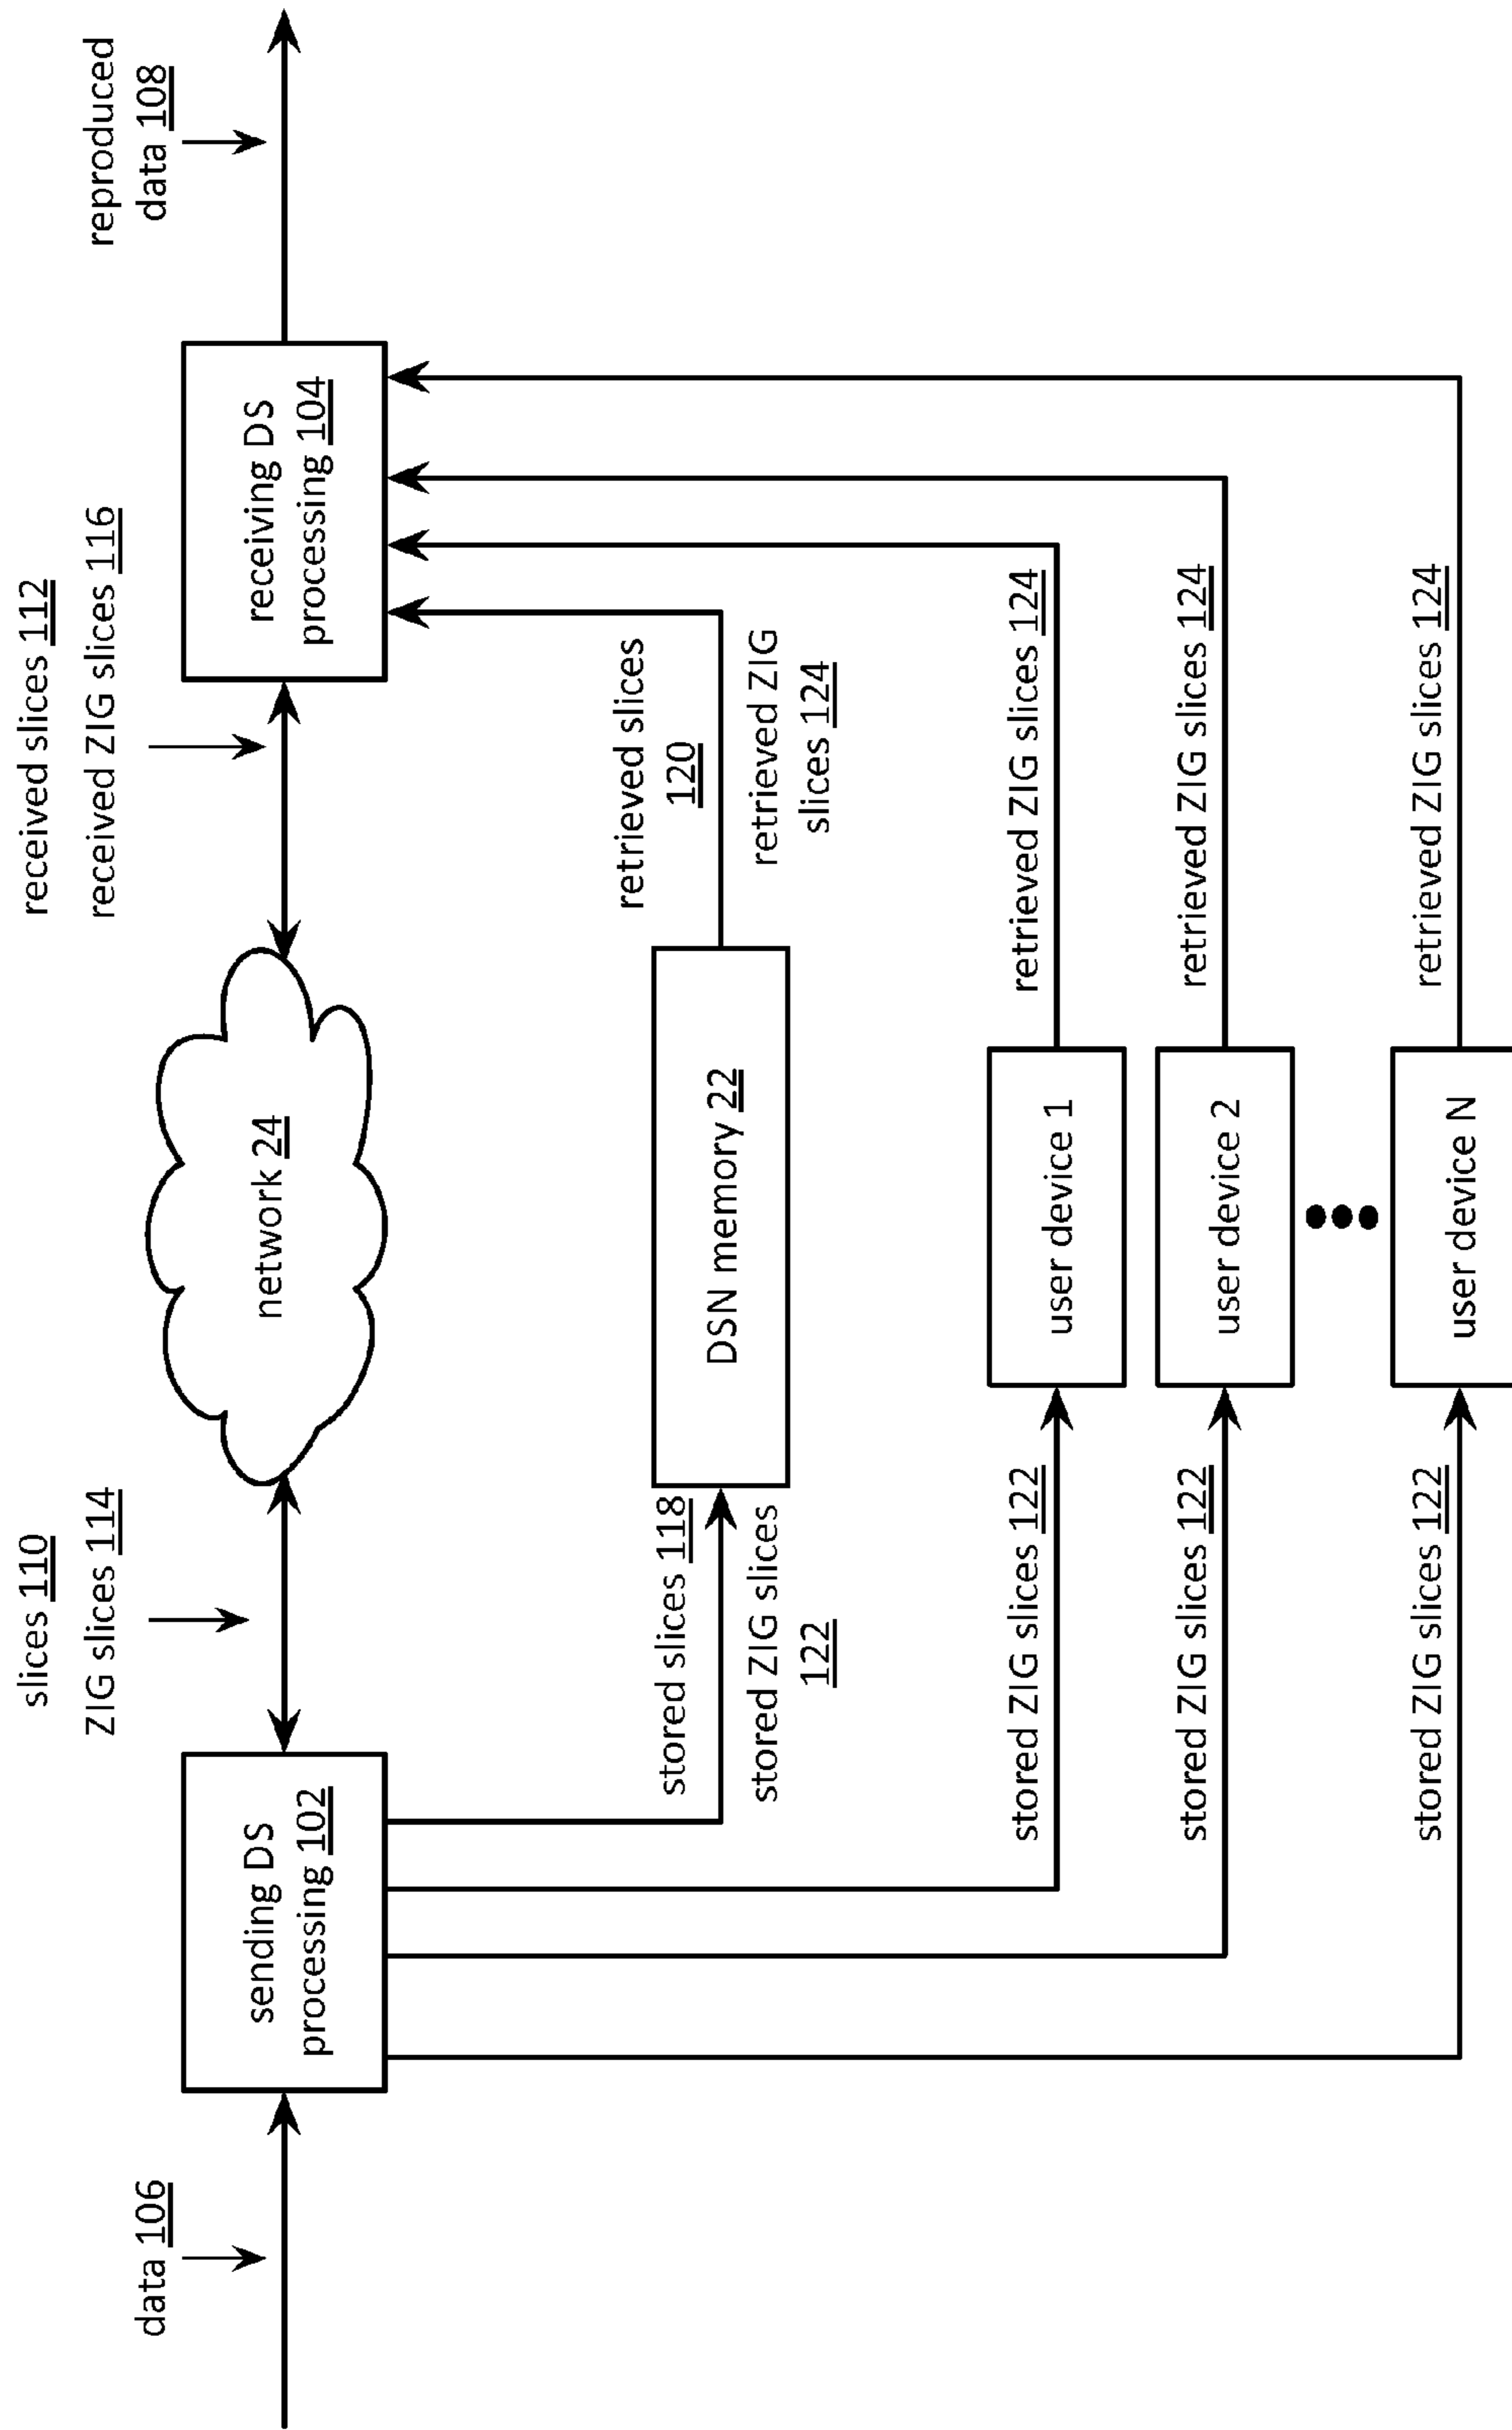 slices 110
ZIG slices 114
received slices 112
received ZIG slices 116
data 106
reproduced
data 108
sending DS
processing 102
network 24
receiving DS
processing 104
stored slices 118
stored ZIG slices
122
DSN memory 22
retrieved slices
120
retrieved ZIG
slices 124
stored ZIG slices 122
user device 1
retrieved ZIG slices 124
stored ZIG slices 122
user device 2
retrieved ZIG slices 124
stored ZIG slices 122
user device N
retrieved ZIG slices 124